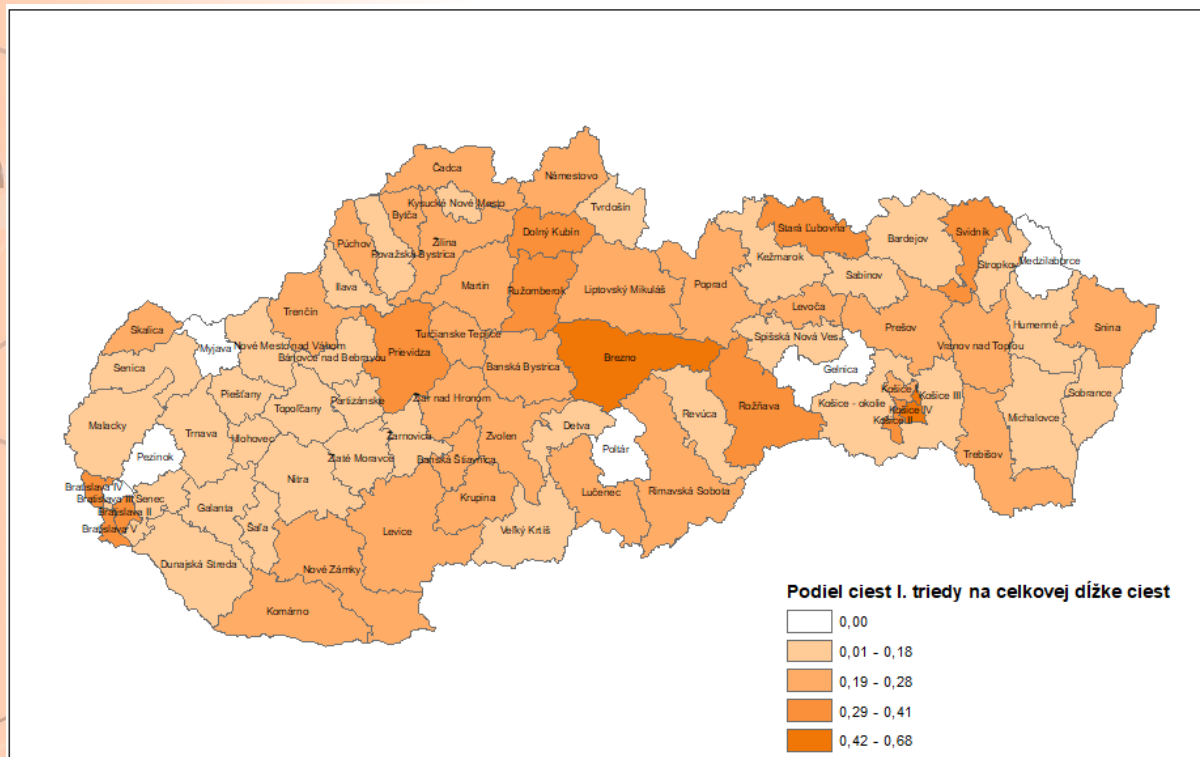 Čadca
Námestovo
Kysucké Nové Mesto
Tvrdošín
Bytča
Dolný Kubín
Stará Ľubovňa
Svidník
Púchov
Žilina
Bardejov
Považská Bystrica
Kežmarok
Stropkov
Medzilaborce
Ilava
Martin
Ružomberok
Liptovský Mikuláš
Poprad
Sabinov
Trenčín
Levoča
Skalica
Turčianske Teplice
Prešov
Humenné
Snina
Myjava
Nové Mesto nad Váhom
Spišská Nová Ves
Vranov nad Topľou
Bánovce nad Bebravou
Prievidza
Brezno
Senica
Banská Bystrica
Gelnica
Piešťany
Partizánske
Žiar nad Hronom
Košice I
Košice III
Sobrance
Topoľčany
Rožňava
Košice - okolie
Košice IV
Malacky
Revúca
Košice II
Michalovce
Trnava
Hlohovec
Žarnovica
Zvolen
Detva
Pezinok
Zlaté Moravce
Banská Štiavnica
Poltár
Trebišov
Nitra
Bratislava IV
Lučenec
Rimavská Sobota
Bratislava III
Senec
Krupina
Bratislava II
Galanta
Bratislava V
Šaľa
Levice
Veľký Krtíš
Dunajská Streda
Nové Zámky
Komárno
Podiel ciest I. triedy na celkovej dĺžke ciest
0,00
0,01 - 0,18
0,19 - 0,28
0,29 - 0,41
0,42 - 0,68